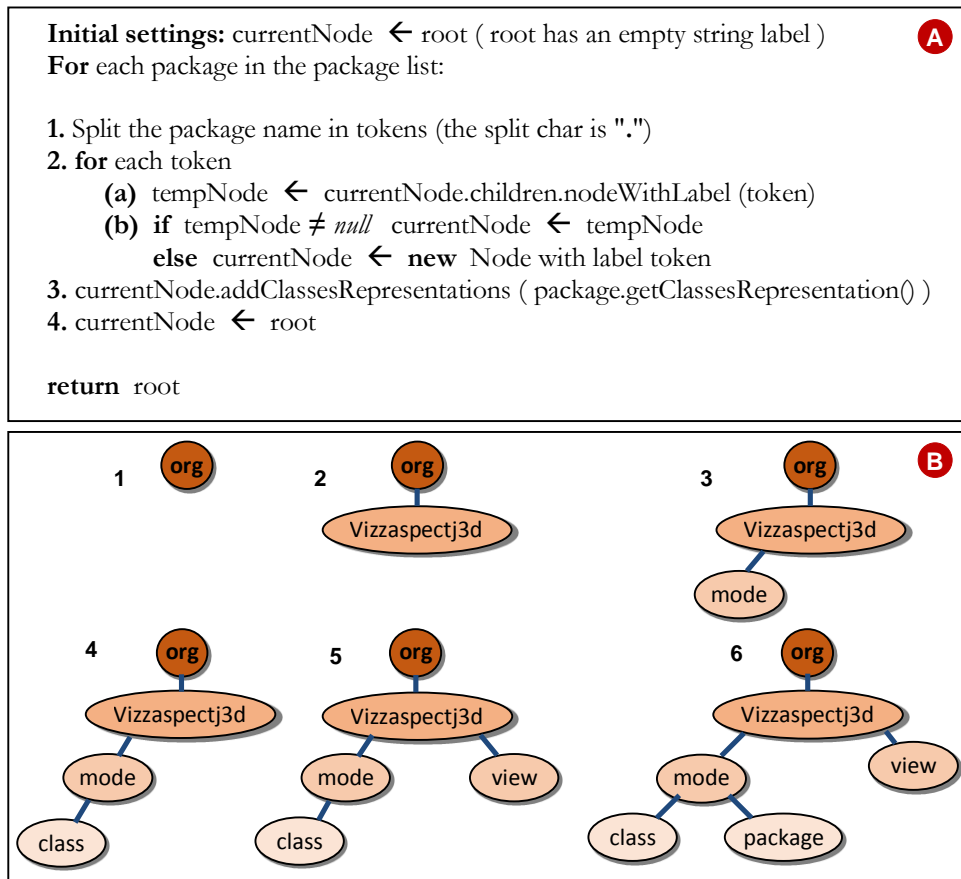 Initial settings: currentNode ← root ( root has an empty string label )
A
For each package in the package list:
1. Split the package name in tokens (the split char is ".")
2. for each token
(a) tempNode ← currentNode.children.nodeWithLabel (token)
(b) if tempNode ≠ null currentNode ← tempNode
else currentNode ← new Node with label token
3. currentNode.addClassesRepresentations ( package.getClassesRepresentation() )
4. currentNode ← root
return root
B
1
org
2
org
Vizzaspectj3d
3
org
Vizzaspectj3d
mode
4
org
Vizzaspectj3d
mode
class
5
org
Vizzaspectj3d
mode
view
class
6
org
Vizzaspectj3d
mode
view
class
package